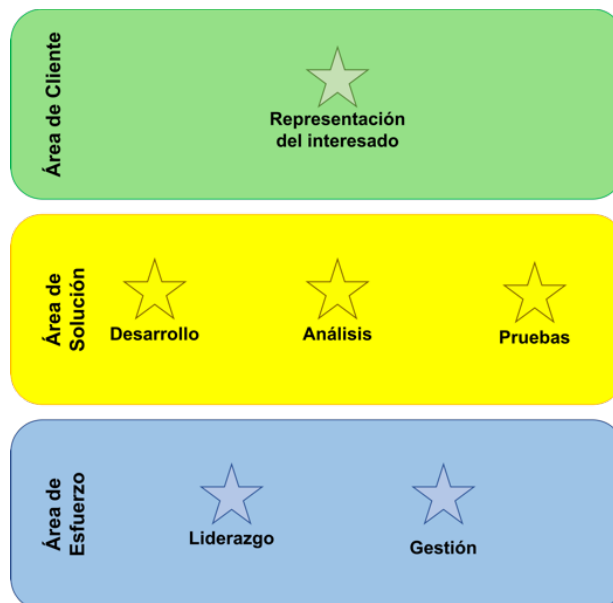 Área de Cliente
Representación
del interesado
Área de
Solución
Desarrollo
Análisis
Pruebas
Área de
Esfuerzo
Liderazgo
Gestión